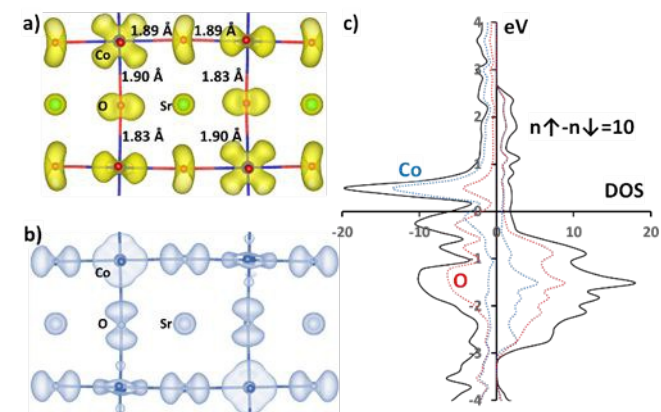 a)
1.89 Å
1.89 Å
Co
1.90 Å
1.83 Å
O
Sr
1.83 Å
1.90 Å
b)
Co
O
Sr
c)
eV
4
3
2
1
0
-1
-2
-3
-4
n↑-n↓=10
Co
DOS
-20
-10
0
10
20
O